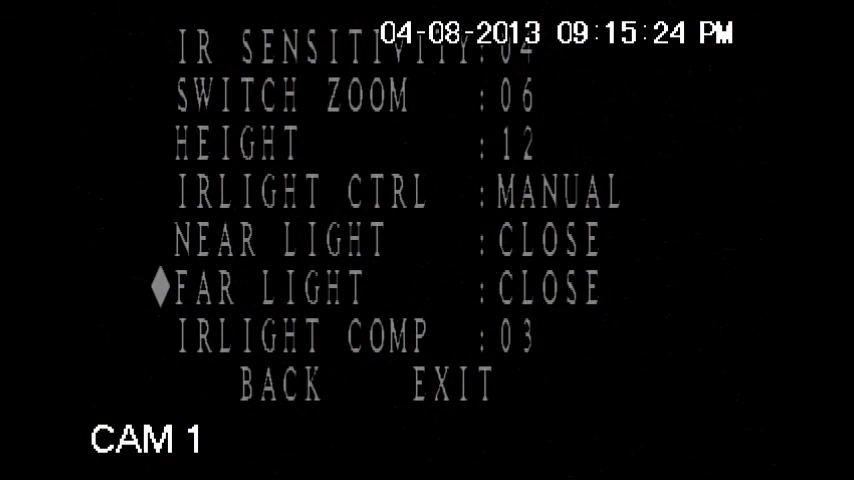 04-08-2013 09:15:24 PM
IR SENSITIVITY:04
SWITCH ZOOM :06
HEIGHT :12
IRLIGHT CTRL :MANUAL
NEAR LIGHT :CLOSE
FAR LIGHT :CLOSE
IRLIGHT COMP :03
BACK EXIT
CAM 1